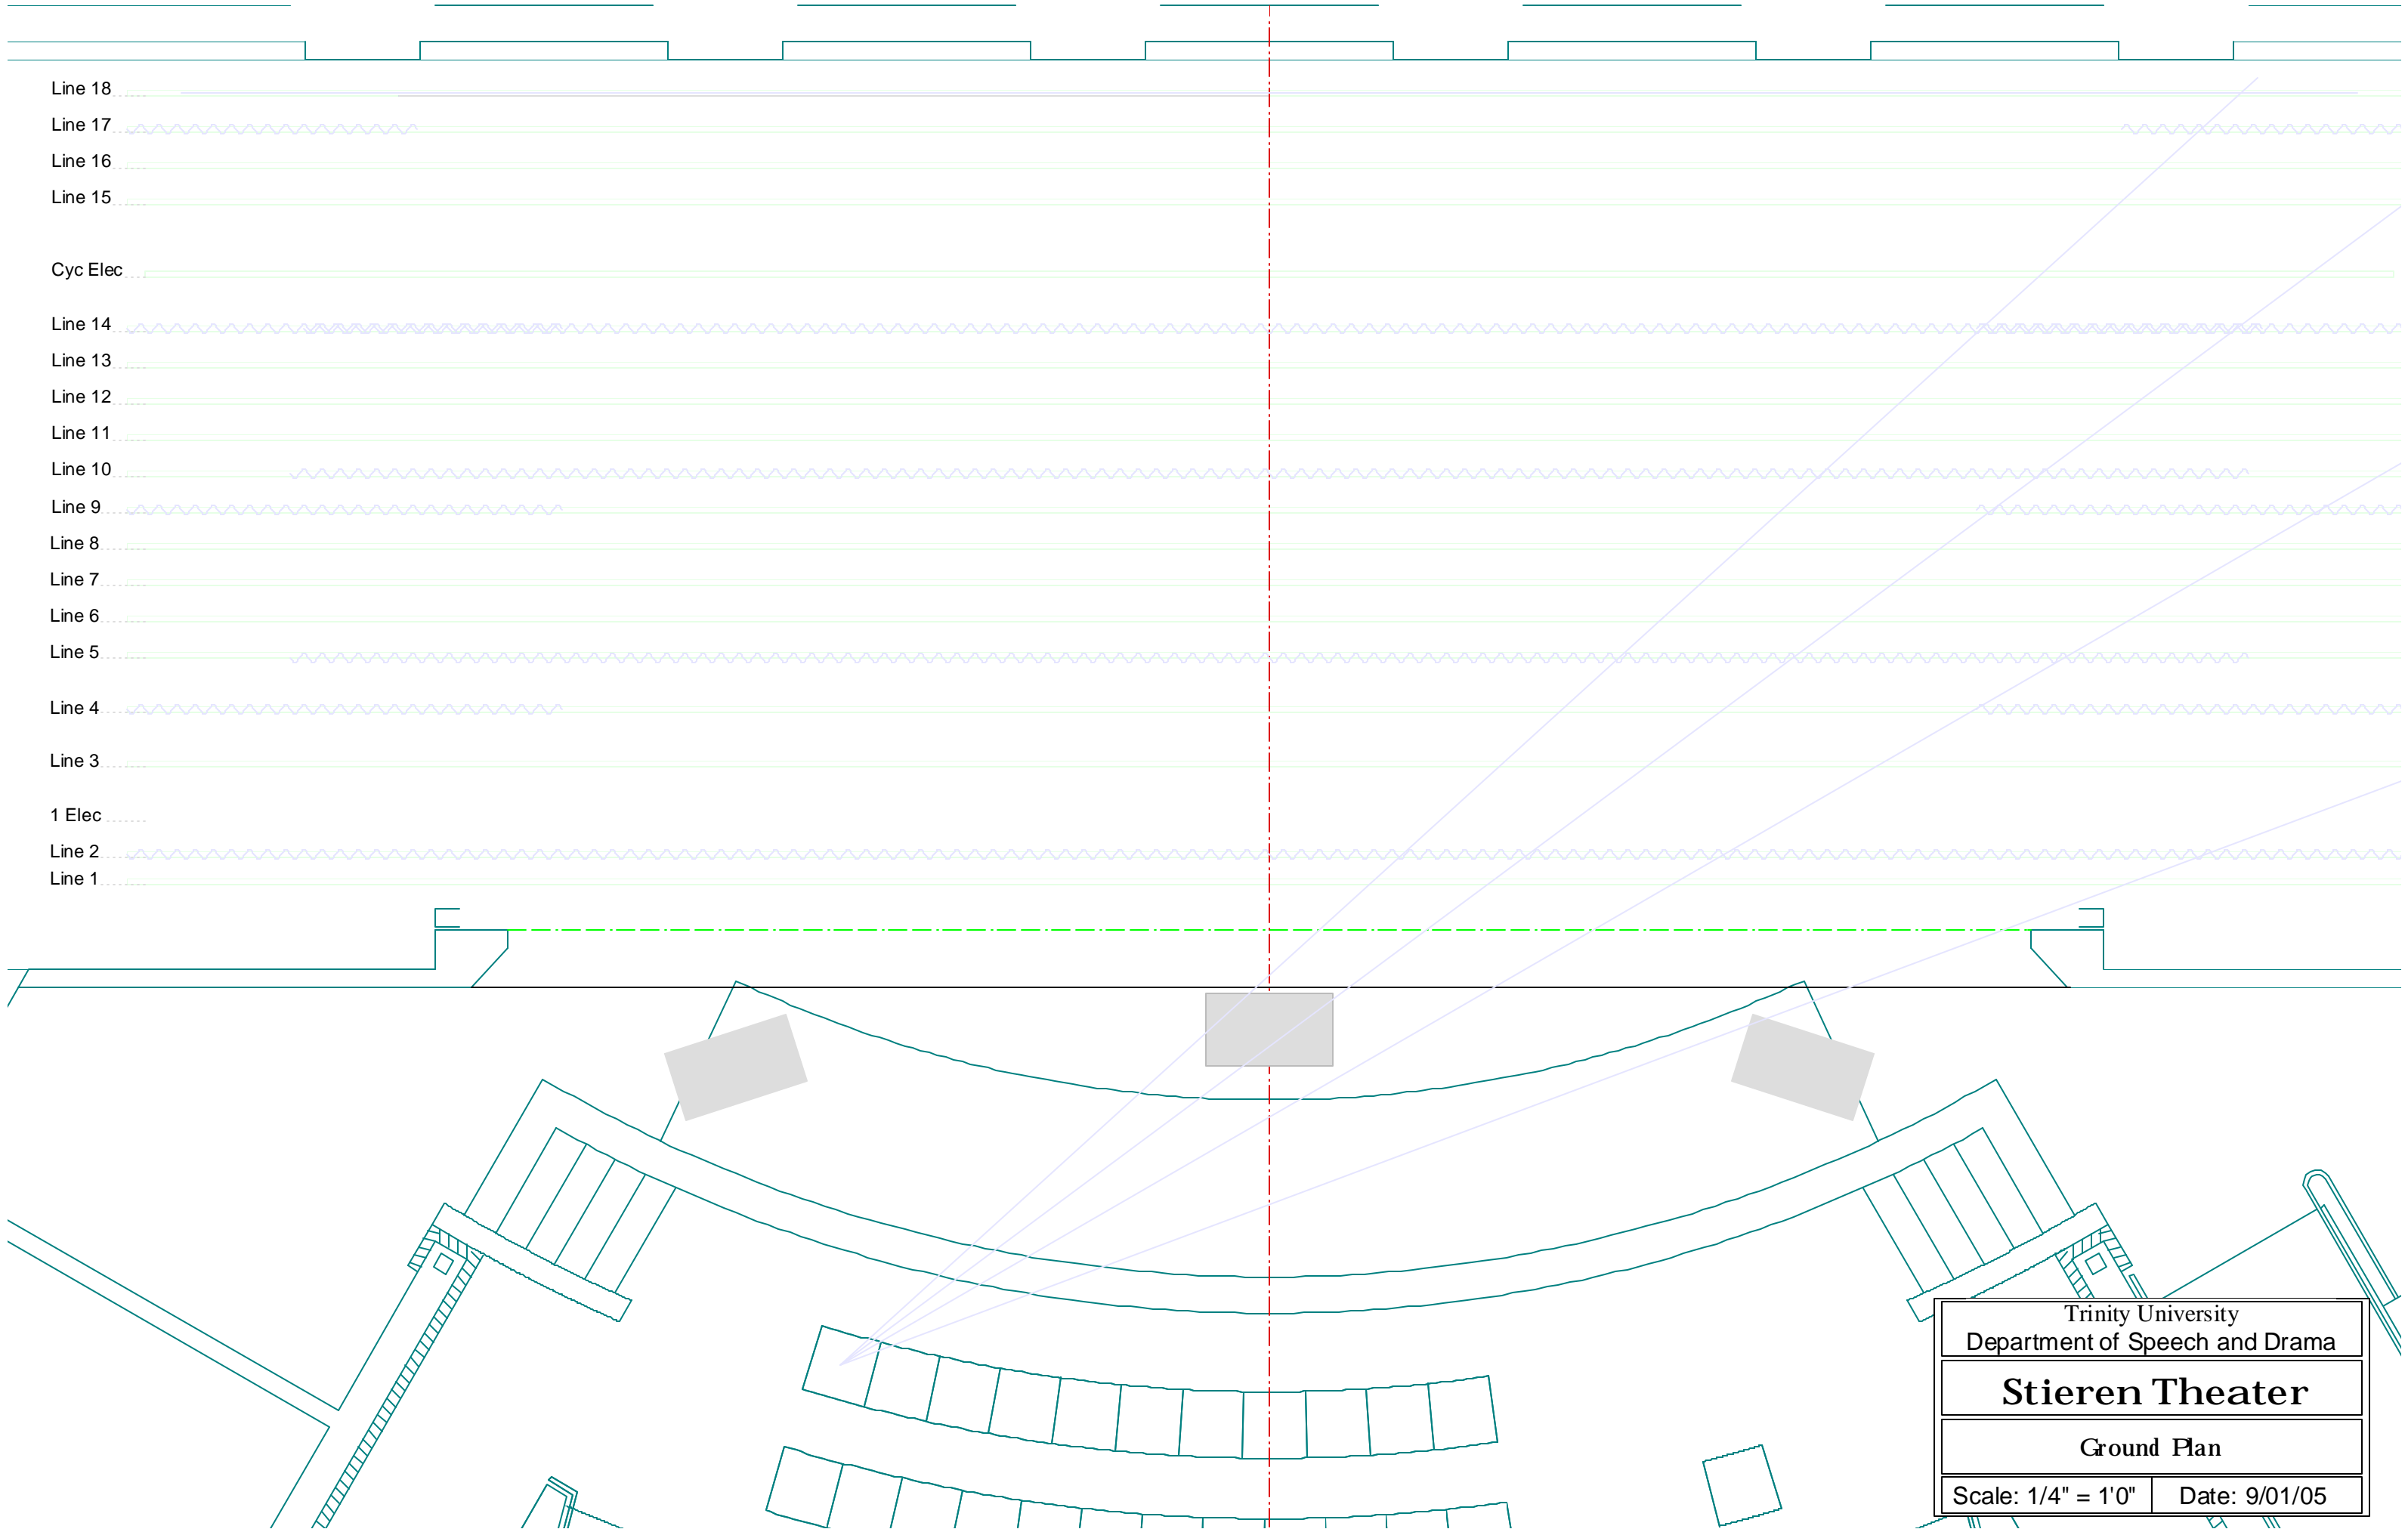 Line 18
Line 17
Line 16
Line 15
Cyc Elec
Line 14
Line 13
Line 12
Line 11
Line 10
Line 9
Line 8
Line 7
Line 6
Line 5
Line 4
Line 3
1 Elec
Line 2
Line 1
Trinity University
Department of Speech and Drama
Stieren Theater
Ground Plan
Scale: 1/4" = 1'0" Date: 9/01/05